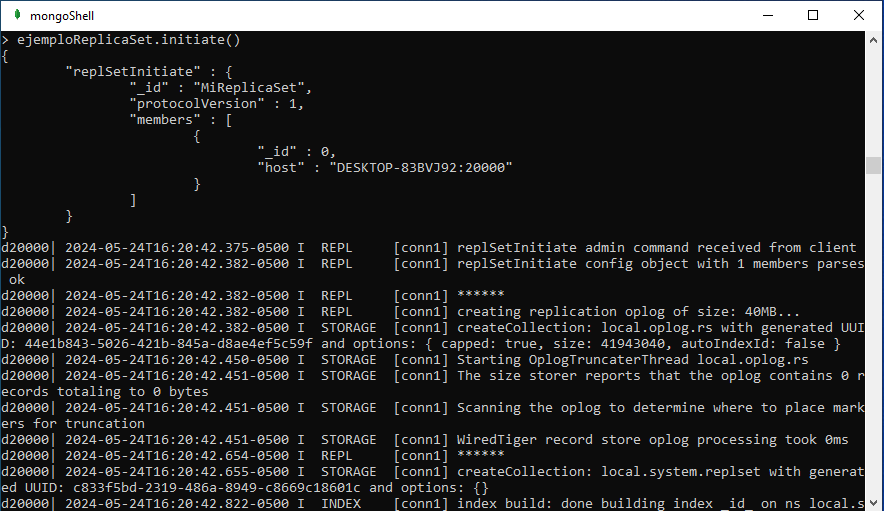 mongoShell
> ejemploReplicaSet.initiate()
{
        "replSetInitiate" : {
                "_id" : "MiReplicaSet",
                "protocolVersion" : 1,
                "members" : [
                        {
                                "_id" : 0,
                                "host" : "DESKTOP-83BVJ92:20000"
                        }
                ]
        }
}
d20000| 2024-05-24T16:20:42.375-0500 I  REPL     [conn1] replSetInitiate admin command received from client
d20000| 2024-05-24T16:20:42.382-0500 I  REPL     [conn1] replSetInitiate config object with 1 members parses
 ok
d20000| 2024-05-24T16:20:42.382-0500 I  REPL     [conn1] ******
d20000| 2024-05-24T16:20:42.382-0500 I  REPL     [conn1] creating replication oplog of size: 40MB...
d20000| 2024-05-24T16:20:42.382-0500 I  STORAGE  [conn1] createCollection: local.oplog.rs with generated UUI
D: 44e1b843-5026-421b-845a-d8ae4ef5c59f and options: { capped: true, size: 41943040, autoIndexId: false }
d20000| 2024-05-24T16:20:42.450-0500 I  STORAGE  [conn1] Starting OplogTruncaterThread local.oplog.rs
d20000| 2024-05-24T16:20:42.451-0500 I  STORAGE  [conn1] The size storer reports that the oplog contains 0 r
ecords totaling to 0 bytes
d20000| 2024-05-24T16:20:42.451-0500 I  STORAGE  [conn1] Scanning the oplog to determine where to place mark
ers for truncation
d20000| 2024-05-24T16:20:42.451-0500 I  STORAGE  [conn1] WiredTiger record store oplog processing took 0ms
d20000| 2024-05-24T16:20:42.654-0500 I  REPL     [conn1] ******
d20000| 2024-05-24T16:20:42.655-0500 I  STORAGE  [conn1] createCollection: local.system.replset with generat
ed UUID: c833f5bd-2319-486a-8949-c8669c18601c and options: {}
d20000| 2024-05-24T16:20:42.822-0500 I  INDEX    [conn1] index build: done building index _id_ on ns local.s